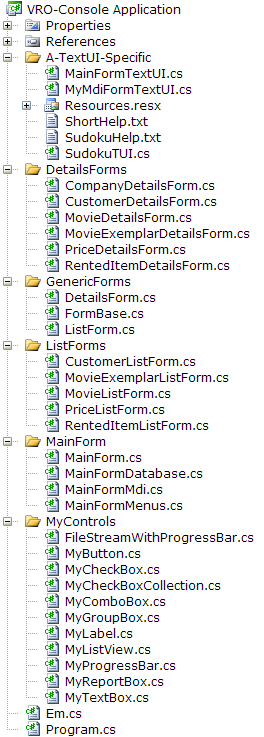 VRO-Console Application
Properties
References
A-TextUI-Specific
MainFormTextUI.cs
MyMdiFormTextUI.cs
Resources.resx
ShortHelp.txt
SudokuHelp.txt
SudokuTUI.cs
DetailsForms
CompanyDetailsForm.cs
CustomerDetailsForm.cs
MovieDetailsForm.cs
MovieExemplarDetailsForm.cs
PriceDetailsForm.cs
RentedItemDetailsForm.cs
GenericForms
DetailsForm.cs
FormBase.cs
ListForm.cs
ListForms
CustomerListForm.cs
MovieExemplarListForm.cs
MovieListForm.cs
PriceListForm.cs
RentedItemListForm.cs
MainForm
MainForm.cs
MainFormDatabase.cs
MainFormMdi.cs
MainFormMenus.cs
MyControls
FileStreamWithProgressBar.cs
MyButton.cs
MyCheckBox.cs
MyCheckBoxCollection.cs
MyComboBox.cs
MyGroupBox.cs
MyLabel.cs
MyListView.cs
MyProgressBar.cs
MyReportBox.cs
MyTextBox.cs
Em.cs
Program.cs